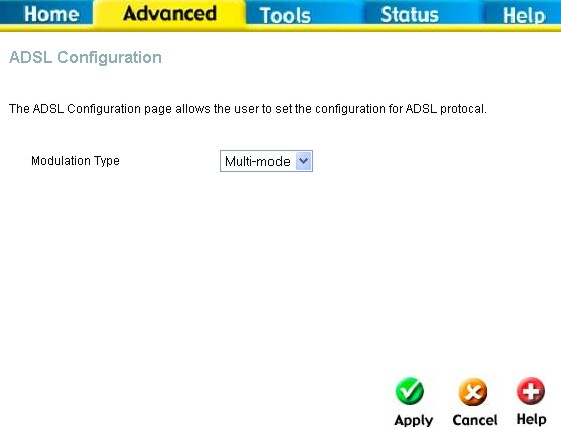 Home Advanced Tools Status Help
ADSL Configuration
The ADSL Configuration page allows the user to set the configuration for ADSL protocal.
Modulation Type Multi-mode
Apply Cancel Help